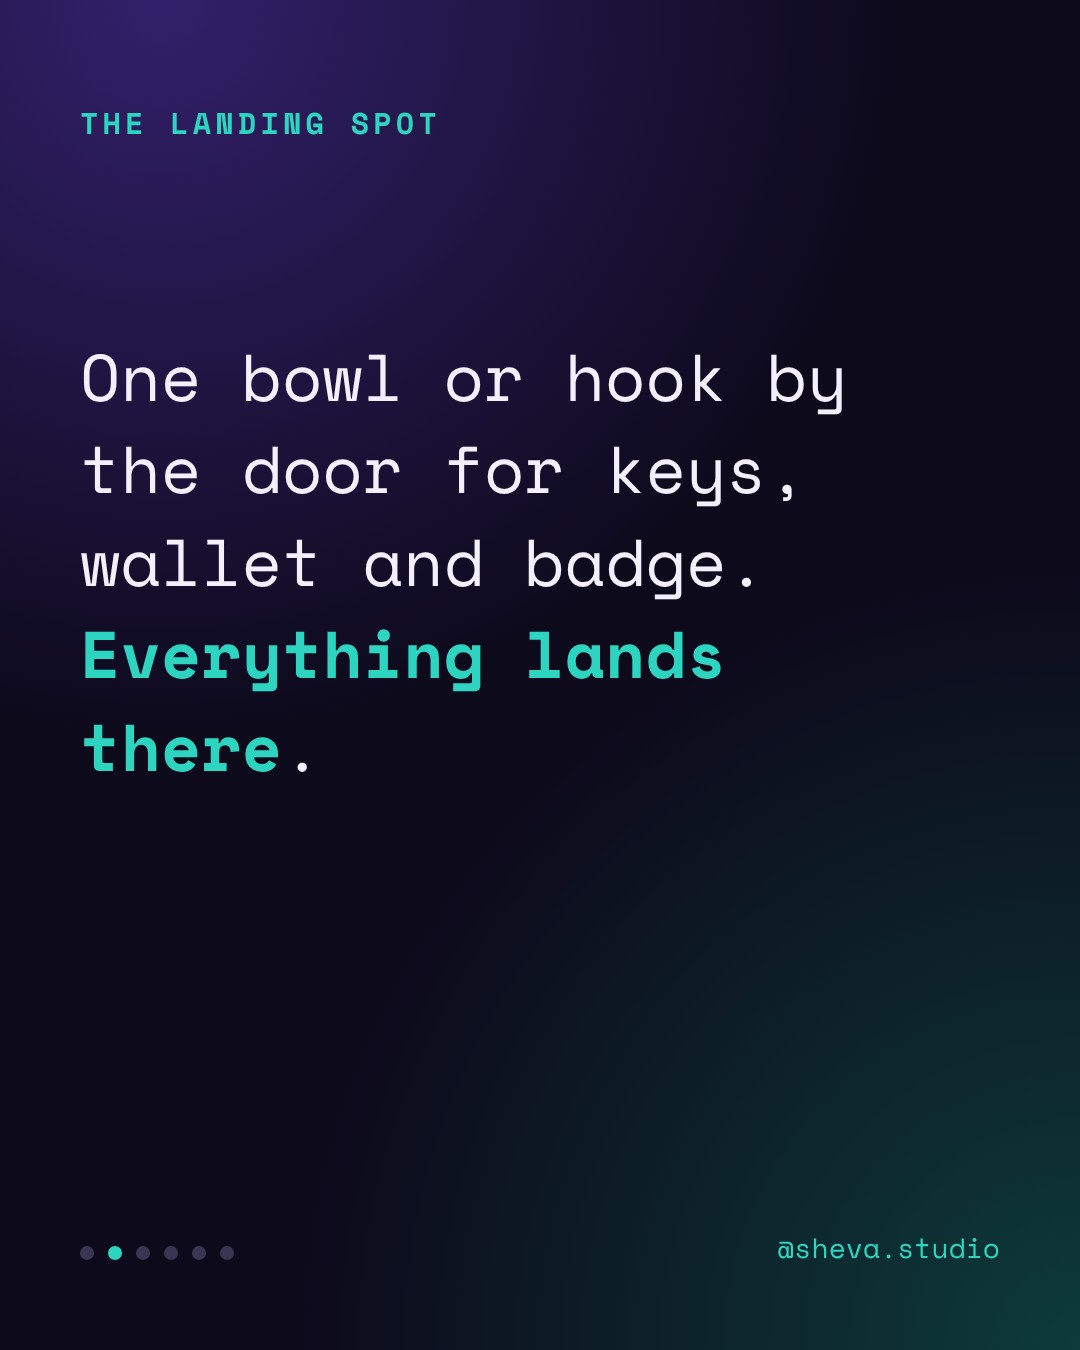 THE LANDING SPOT
One bowl or hook by
the door for keys,
wallet and badge.
Everything lands
there.
@sheva.studio